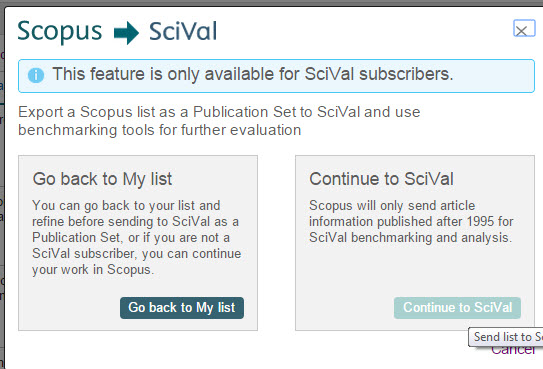 Scopus SciVal
This feature is only available for SciVal subscribers.
Export a Scopus list as a Publication Set to SciVal and use
benchmarking tools for further evaluation
Go back to My list
You can go back to your list and
refine before sending to SciVal as a
Publication Set, or if you are not a
SciVal subscriber, you can continue
your work in Scopus.
Go back to My list
Continue to SciVal
Scopus will only send article
information published after 1995 for
SciVal benchmarking and analysis.
Continue to SciVal
Send list to
Cancel